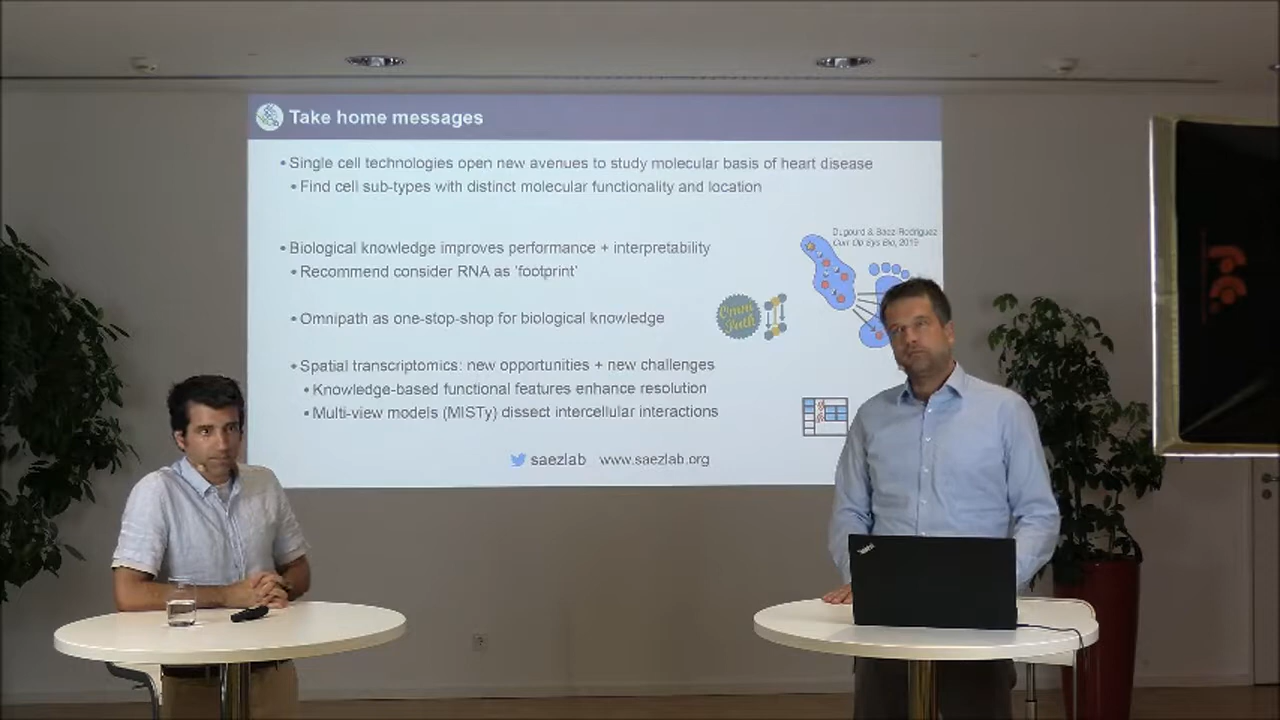 Take home messages
• Single cell technologies open new avenues to study molecular basis of heart disease
• Find cell sub-types with distinct molecular functionality and location
Dugourd & Saez-Rodriguez
Curr Op Sys Bio, 2019
• Biological knowledge improves performance + interpretability
• Recommend consider RNA as 'footprint'
• Omnipath as one-stop-shop for biological knowledge
Omni
Path
• Spatial transcriptomics: new opportunities + new challenges
• Knowledge-based functional features enhance resolution
• Multi-view models (MISTy) dissect intercellular interactions
saezlab www.saezlab.org
ThinkPad